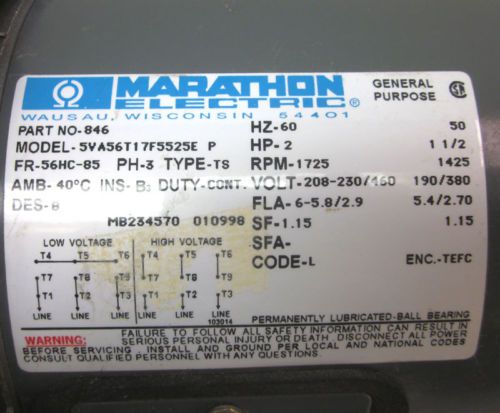 MARATHON
ELECTRIC®
WAUSAU, WISCONSIN 54401
GENERAL PURPOSE
PART NO-846 HZ-60 50
MODEL-5VA56T17F5525E P HP-2 1 1/2
FR-56HC-85 PH-3 TYPE-TS RPM-1725 1425
AMB-40°C INS-B3 DUTY-CONT. VOLT-208-230/460 190/380
DES-B FLA-6-5.8/2.9 5.4/2.70
MB234570 010998 SF-1.15 1.15
SFA-
CODE-L ENC.-TEFC
LOW VOLTAGE HIGH VOLTAGE
T4 T5 T6 T4 T5 T6
T7 T8 T9 T7 T8 T9
T1 T2 T3 T1 T2 T3
LINE LINE LINE LINE LINE LINE
103014
PERMANENTLY LUBRICATED-BALL BEARING
WARNING: FAILURE TO FOLLOW ALL SAFETY INFORMATION CAN RESULT IN
SERIOUS PERSONAL INJURY OR DEATH DISCONNECT ALL POWER
BEFORE SERVICING. INSTALL AND GROUND PER LOCAL AND NATIONAL CODES
CONSULT QUALIFIED PERSONNEL WITH ANY QUESTIONS.